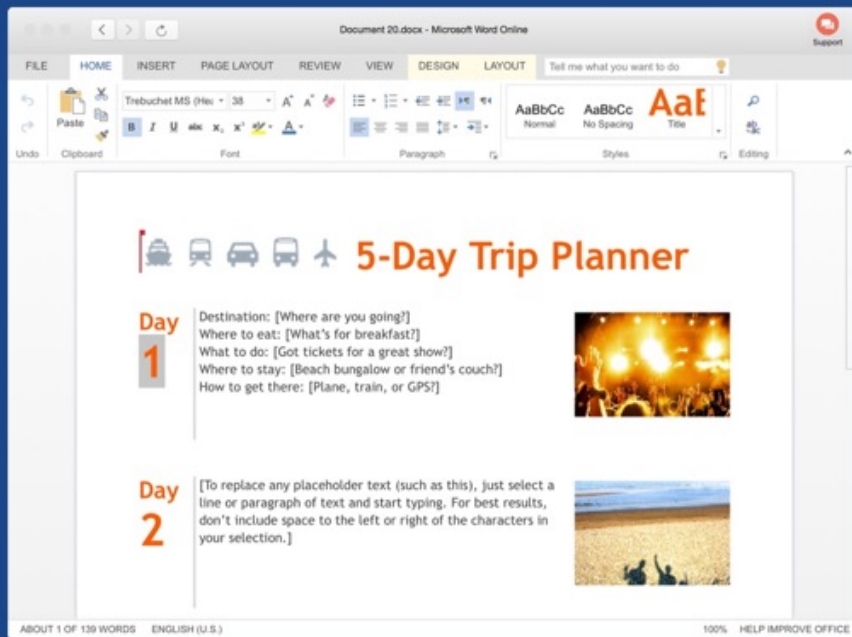 Document 20.docx - Microsoft Word Online
Support
FILE HOME INSERT PAGE LAYOUT REVIEW VIEW DESIGN LAYOUT Tell me what you want to do
Trebuchet MS (Hea 38
Paste
B I U abc x₂ x² A
AaBbCc AaBbCc AaB
Normal No Spacing Title
Undo Clipboard Font Paragraph Styles Editing
5-Day Trip Planner
Day
1
Destination: [Where are you going?]
Where to eat: [What's for breakfast?]
What to do: [Got tickets for a great show?]
Where to stay: [Beach bungalow or friend's couch?]
How to get there: [Plane, train, or GPS?]
Day
2
[To replace any placeholder text (such as this), just select a
line or paragraph of text and start typing. For best results,
don't include space to the left or right of the characters in
your selection.]
ABOUT 1 OF 139 WORDS ENGLISH (U.S.) 100% HELP IMPROVE OFFICE